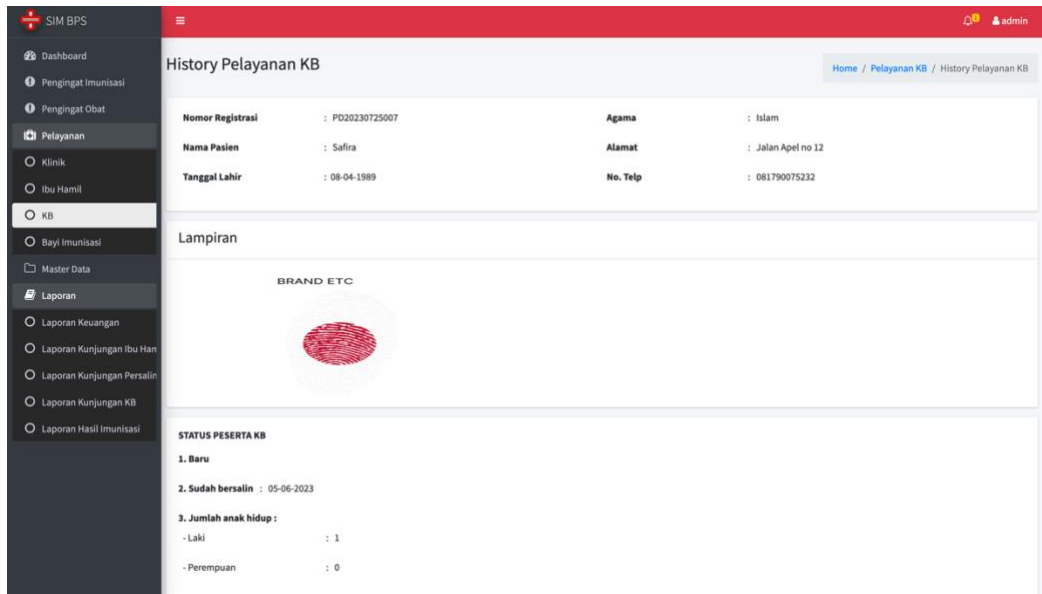 SIM BPS
admin
Dashboard
Pengingat Imunisasi
Pengingat Obat
Pelayanan
Klinik
Ibu Hamil
KB
Bayi Imunisasi
Master Data
Laporan
Laporan Keuangan
Laporan Kunjungan Ibu Ham
Laporan Kunjungan Persalin
Laporan Kunjungan KB
Laporan Hasil Imunisasi
History Pelayanan KB
Home / Pelayanan KB / History Pelayanan KB
Nomor Registrasi : PD20230725007 Agama : Islam
Nama Pasien : Safira Alamat : Jalan Apel no 12
Tanggal Lahir : 08-04-1989 No. Telp : 081790075232
Lampiran
BRAND ETC
STATUS PESERTA KB
1. Baru
2. Sudah bersalin : 05-06-2023
3. Jumlah anak hidup :
- Laki : 1
- Perempuan : 0